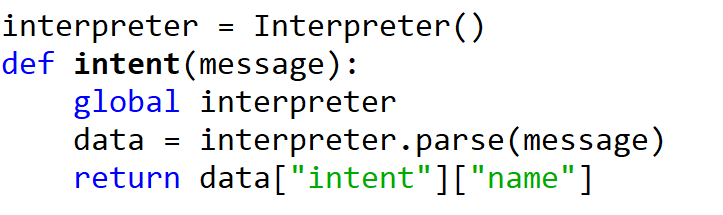 interpreter = Interpreter()
def intent(message):
    global interpreter
    data = interpreter.parse(message)
    return data["intent"]["name"]